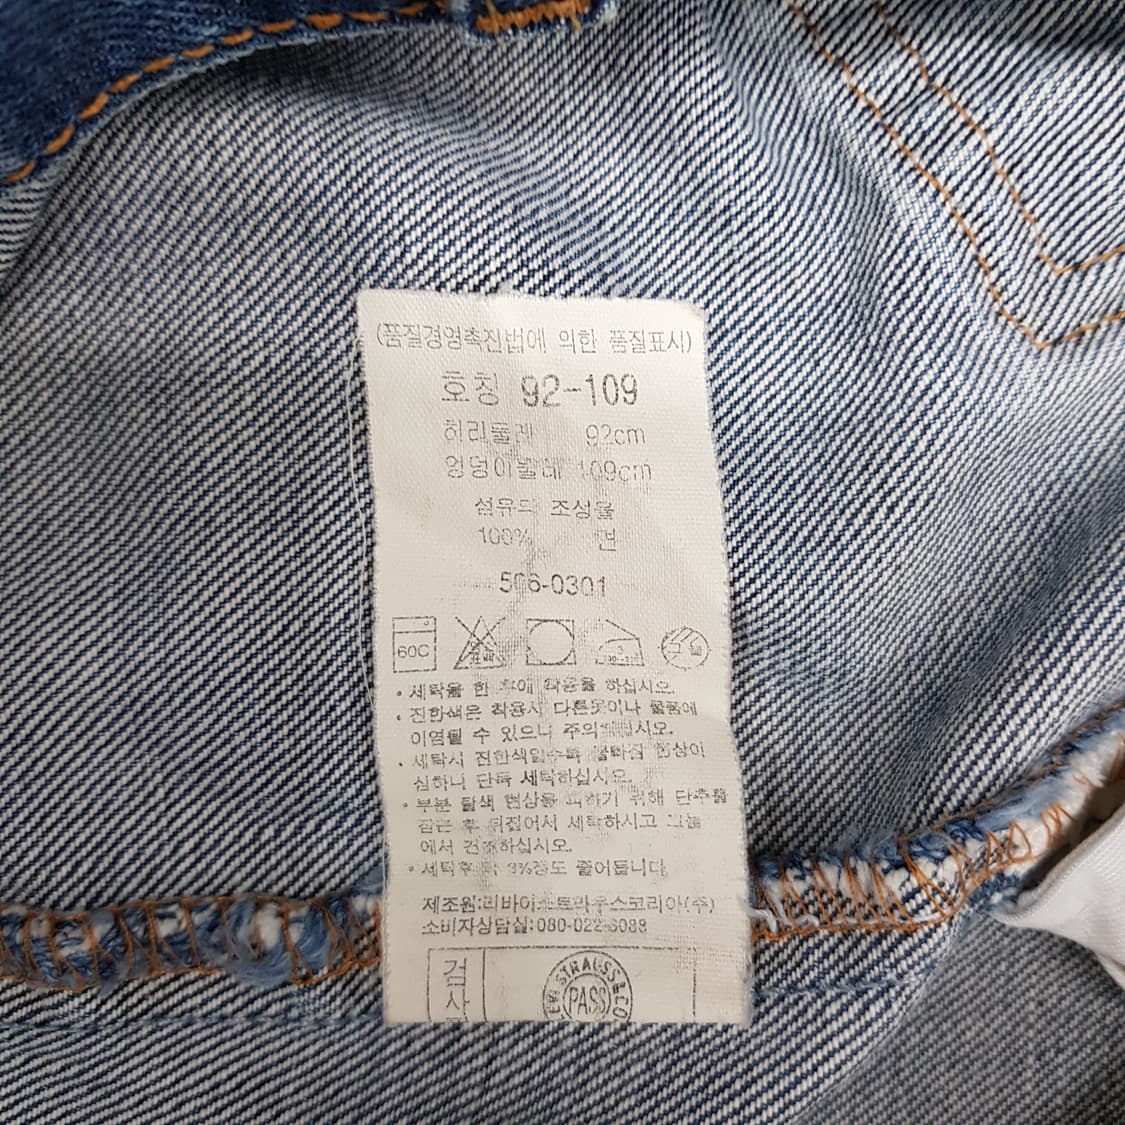 (품질경영촉진법에 의한 품질표시)
호칭 92-109
허리둘레 92cm
엉덩이둘레 109cm
섬유의 조성율
100% 면
506-0301
60C
3
• 세탁을 한 후에 착용을 하십시오.
• 진한색은 착용시 다른옷이나 물품에
이염될 수 있으니 주의하십시오.
• 세탁시 진한색일수록 물빠짐 현상이
심하니 단독 세탁하십시오.
• 부분 탈색 현상을 피하기 위해 단추를
잠근 후 뒤집어서 세탁하시고 그늘
에서 건조하십시오.
• 세탁후 약 3%정도 줄어듭니다.
제조원:리바이스트라우스코리아(주)
소비자상담실:080-022-6088
검사
LEVI STRAUSS & CO
PASS